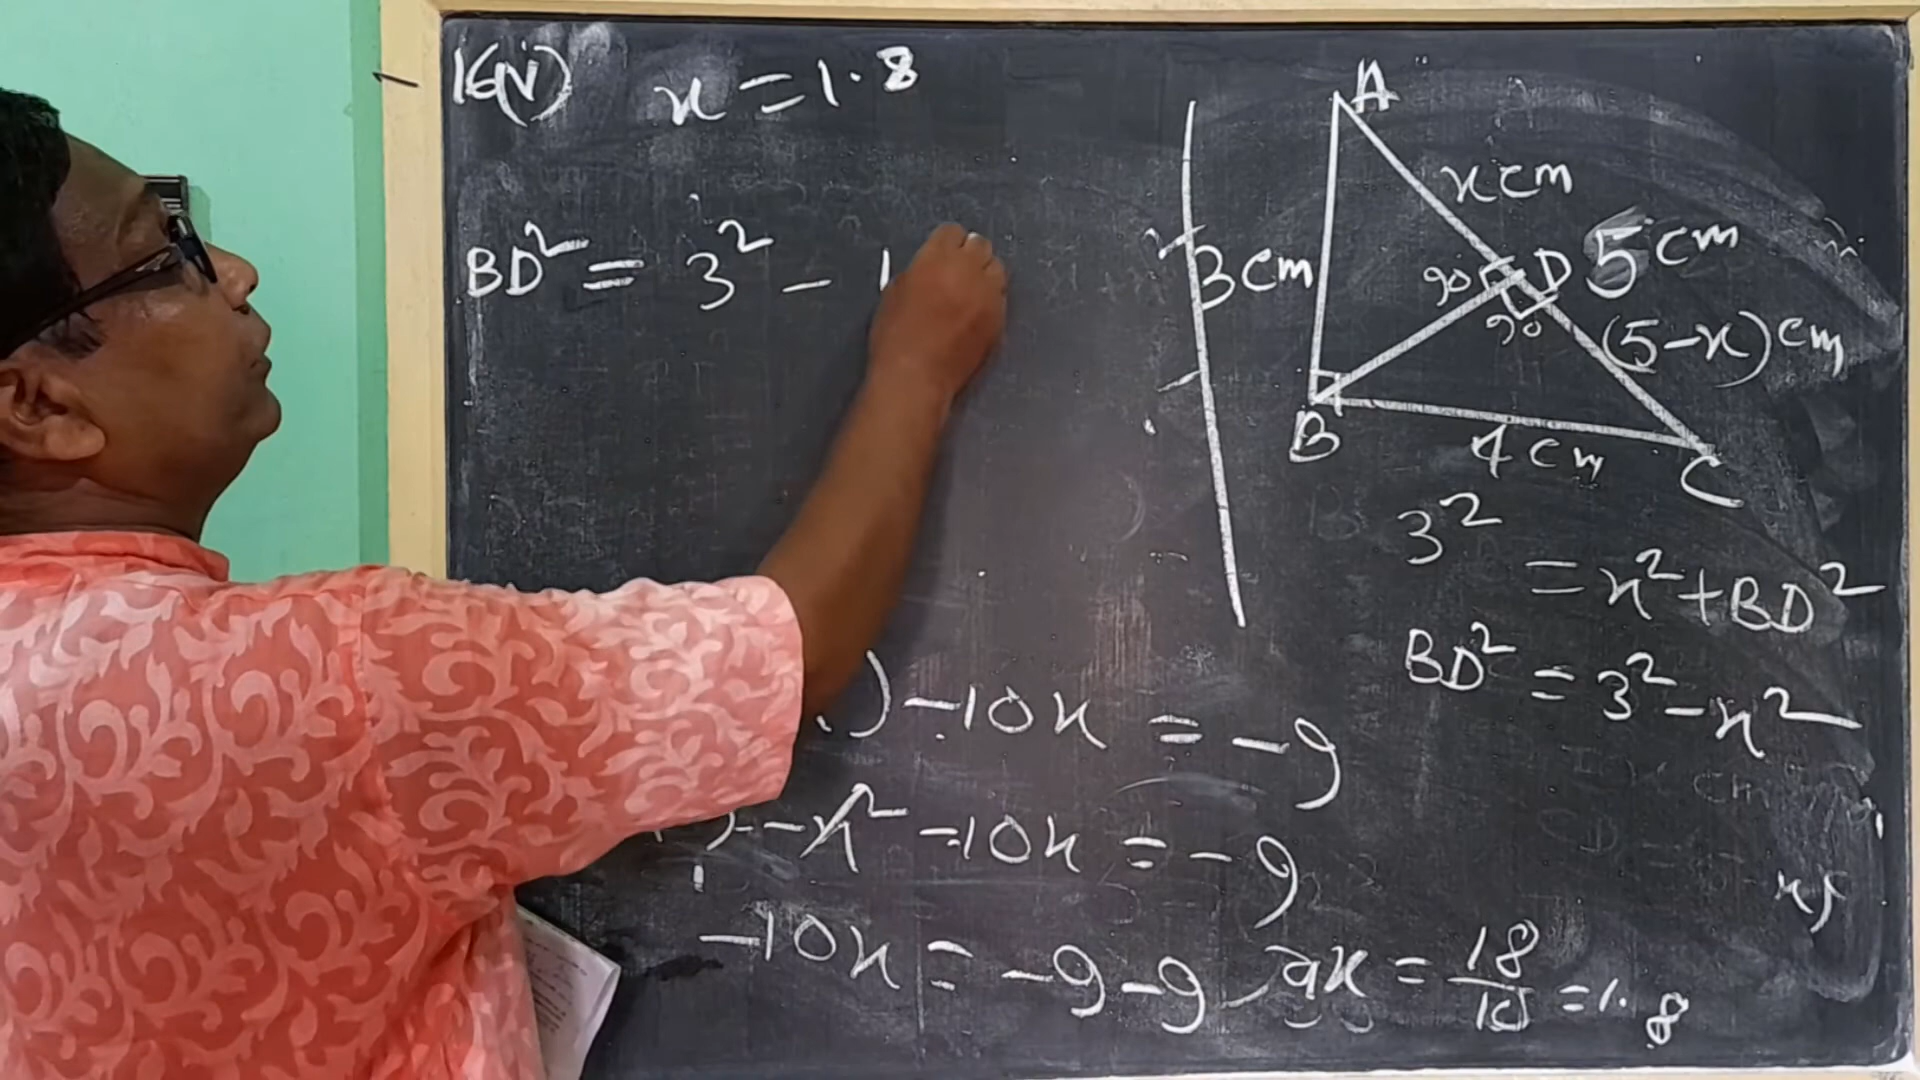 16(v) x = 1.8
BD² = 3² - 1
A
x cm
3 cm
90 D 5 cm
90
(5-x) cm
B
4 cm
C
3² = x² + BD²
BD² = 3² - x²
) - 10x = -9
- x² - 10x = -9
-10x = -9-9
x = 18/10 = 1.8